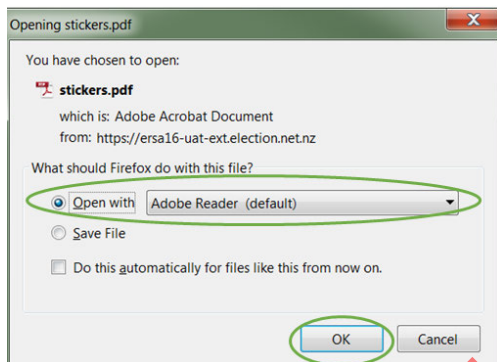 Opening stickers.pdf
You have chosen to open:
stickers.pdf
which is: Adobe Acrobat Document
from: https://ersa16-uat-ext.election.net.nz
What should Firefox do with this file?
Open with Adobe Reader (default)
Save File
Do this automatically for files like this from now on.
OK Cancel